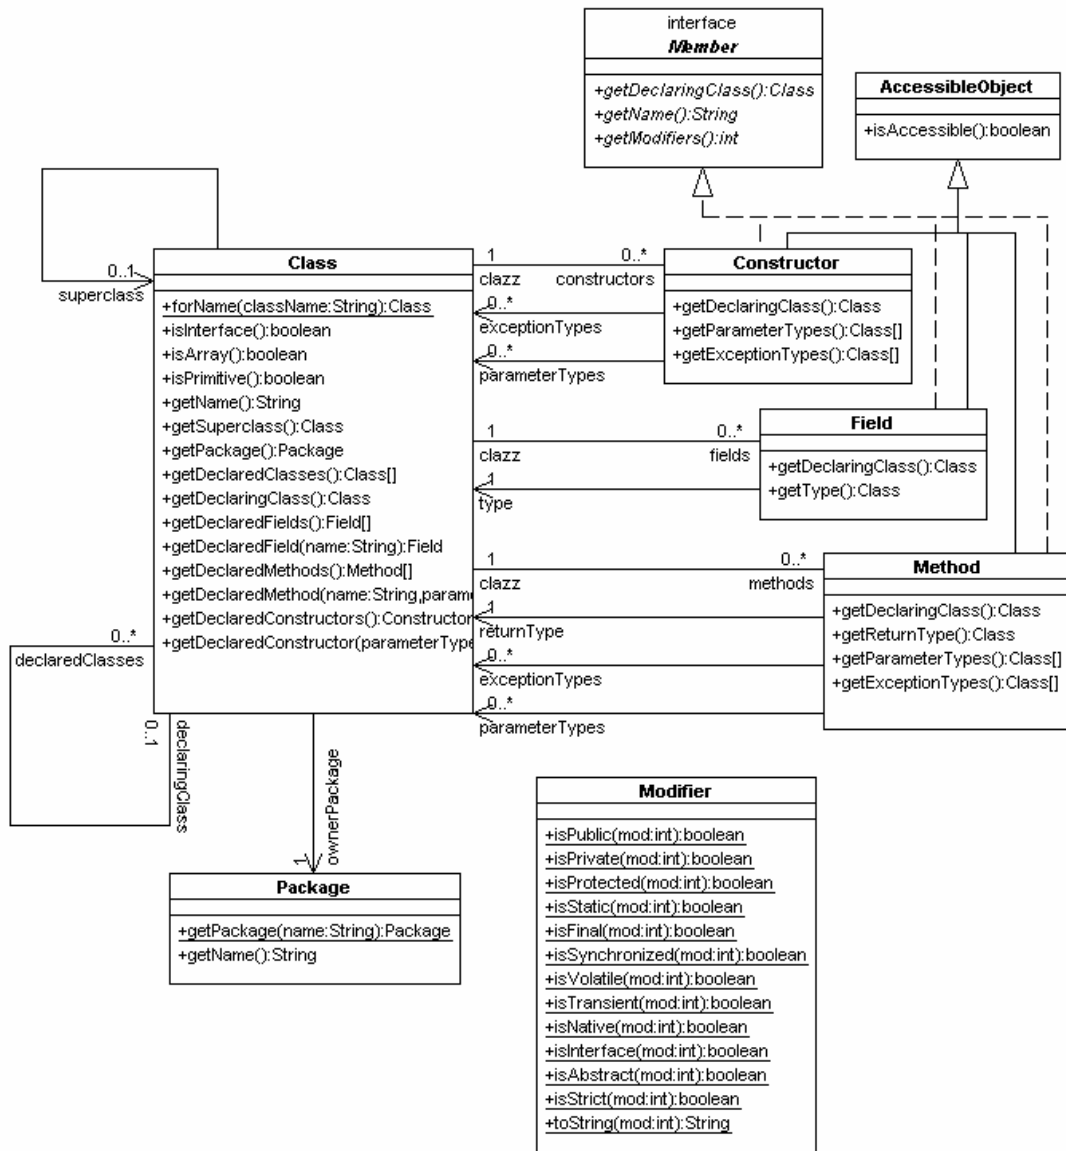 interface
Member
+getDeclaringClass():Class
+getName():String
+getModifiers():int
AccessibleObject
+isAccessible():boolean
0..1
superclass
Class
+forName(className:String):Class
+isInterface():boolean
+isArray():boolean
+isPrimitive():boolean
+getName():String
+getSuperclass():Class
+getPackage():Package
+getDeclaredClasses():Class[]
+getDeclaringClass():Class
+getDeclaredFields():Field[]
+getDeclaredField(name:String):Field
+getDeclaredMethods():Method[]
+getDeclaredMethod(name:String,parame
+getDeclaredConstructors():Constructor
+getDeclaredConstructor(parameterType
1
0..*
clazz
constructors
0..*
exceptionTypes
0..*
parameterTypes
Constructor
+getDeclaringClass():Class
+getParameterTypes():Class[]
+getExceptionTypes():Class[]
1
0..*
clazz
fields
1
type
Field
+getDeclaringClass():Class
+getType():Class
1
0..*
clazz
methods
1
returnType
0..*
exceptionTypes
0..*
parameterTypes
Method
+getDeclaringClass():Class
+getReturnType():Class
+getParameterTypes():Class[]
+getExceptionTypes():Class[]
0..*
declaredClasses
0..1
declaringClass
ownerPackage
1
Package
+getPackage(name:String):Package
+getName():String
Modifier
+isPublic(mod:int):boolean
+isPrivate(mod:int):boolean
+isProtected(mod:int):boolean
+isStatic(mod:int):boolean
+isFinal(mod:int):boolean
+isSynchronized(mod:int):boolean
+isVolatile(mod:int):boolean
+isTransient(mod:int):boolean
+isNative(mod:int):boolean
+isInterface(mod:int):boolean
+isAbstract(mod:int):boolean
+isStrict(mod:int):boolean
+toString(mod:int):String